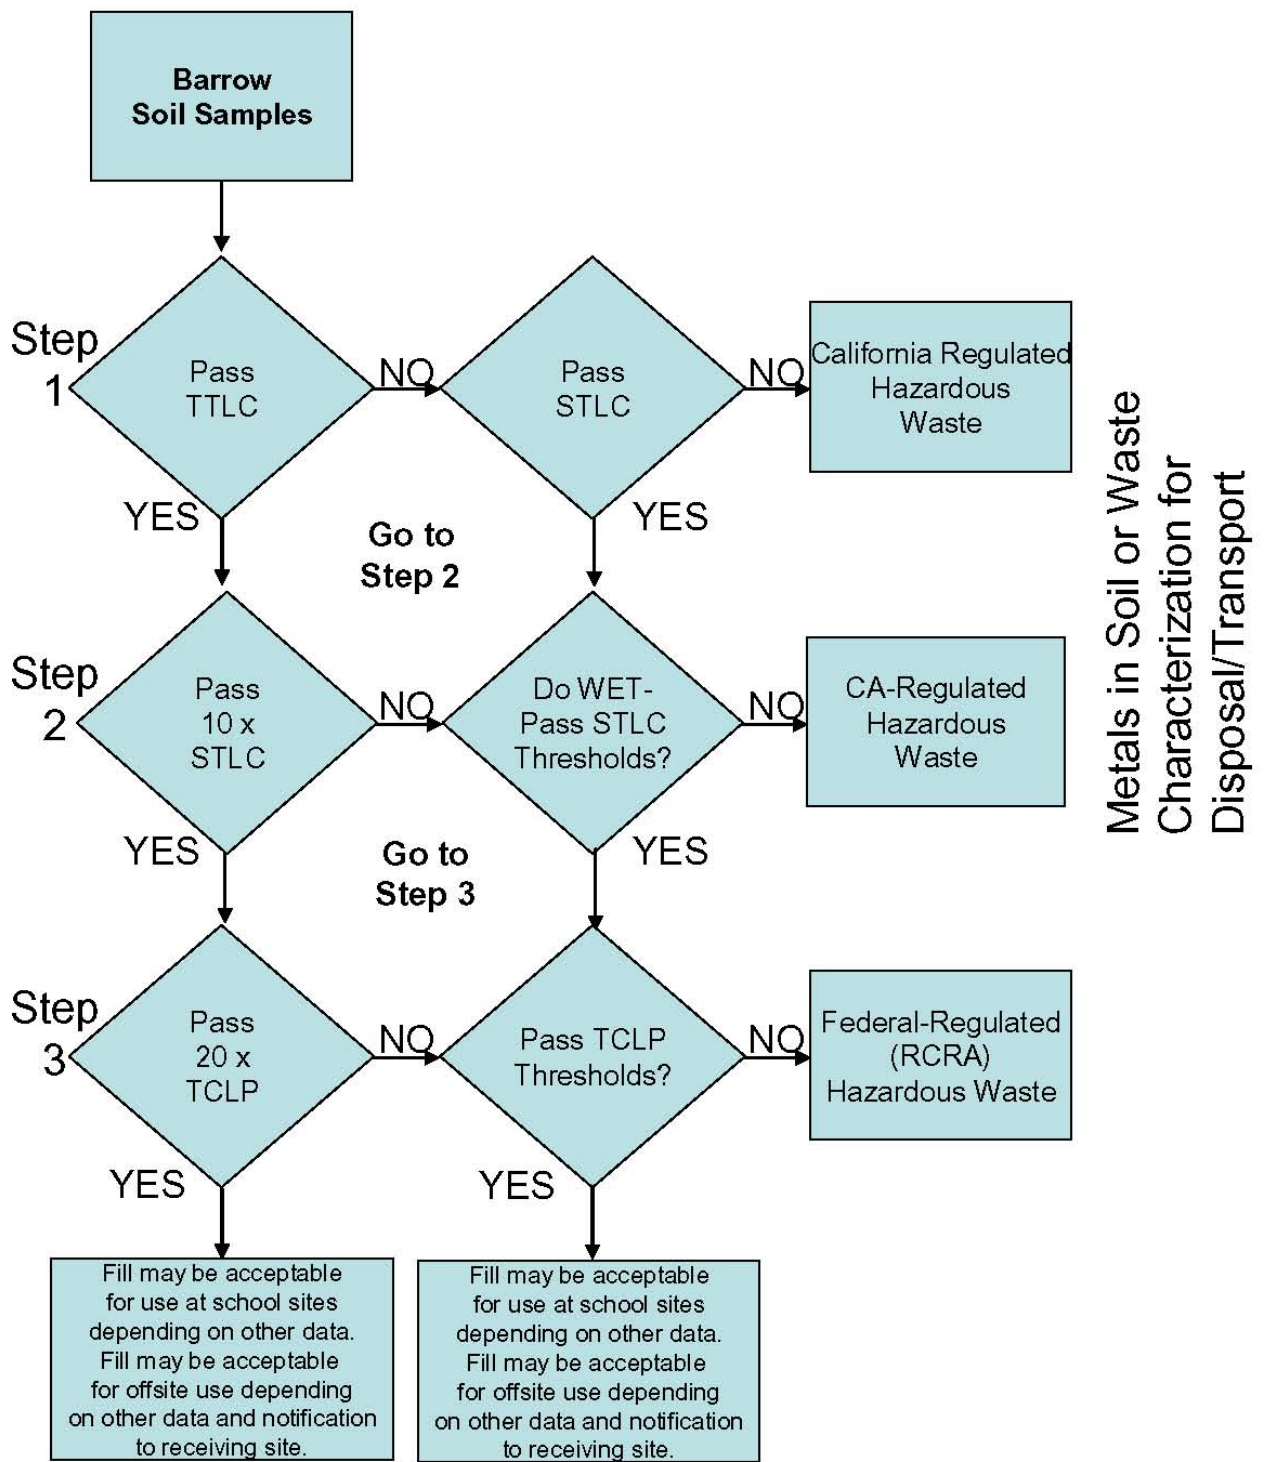 Barrow
Soil Samples
Step
1
Pass
TTLC
NO
Pass
STLC
NO
California Regulated
Hazardous
Waste
YES
Go to
Step 2
YES
Step
2
Pass
10 x
STLC
NO
Do WET-
Pass STLC
Thresholds?
NO
CA-Regulated
Hazardous
Waste
YES
Go to
Step 3
YES
Step
3
Pass
20 x
TCLP
NO
Pass TCLP
Thresholds?
NO
Federal-Regulated
(RCRA)
Hazardous Waste
YES
YES
Fill may be acceptable
for use at school sites
depending on other data.
Fill may be acceptable
for offsite use depending
on other data and notification
to receiving site.
Fill may be acceptable
for use at school sites
depending on other data.
Fill may be acceptable
for offsite use depending
on other data and notification
to receiving site.
Metals in Soil or Waste
Characterization for
Disposal/Transport